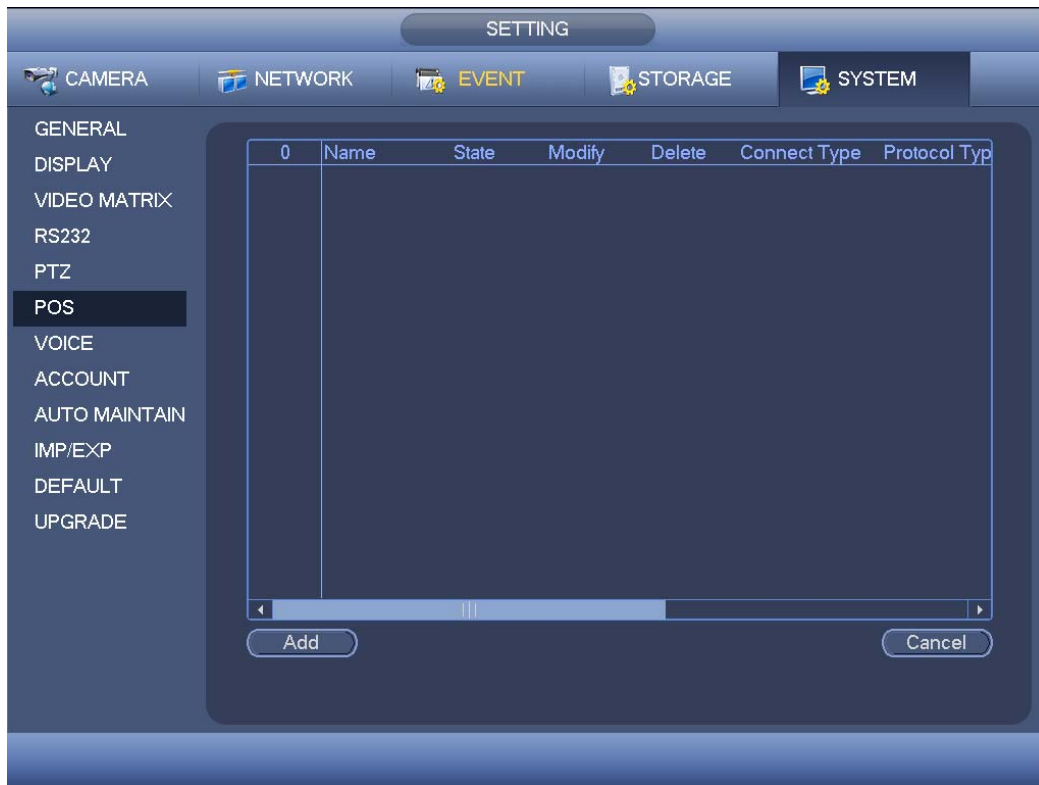 SETTING
CAMERA NETWORK EVENT STORAGE SYSTEM
GENERAL
DISPLAY
VIDEO MATRIX
RS232
PTZ
POS
VOICE
ACCOUNT
AUTO MAINTAIN
IMP/EXP
DEFAULT
UPGRADE
0 Name State Modify Delete Connect Type Protocol Typ
Add Cancel